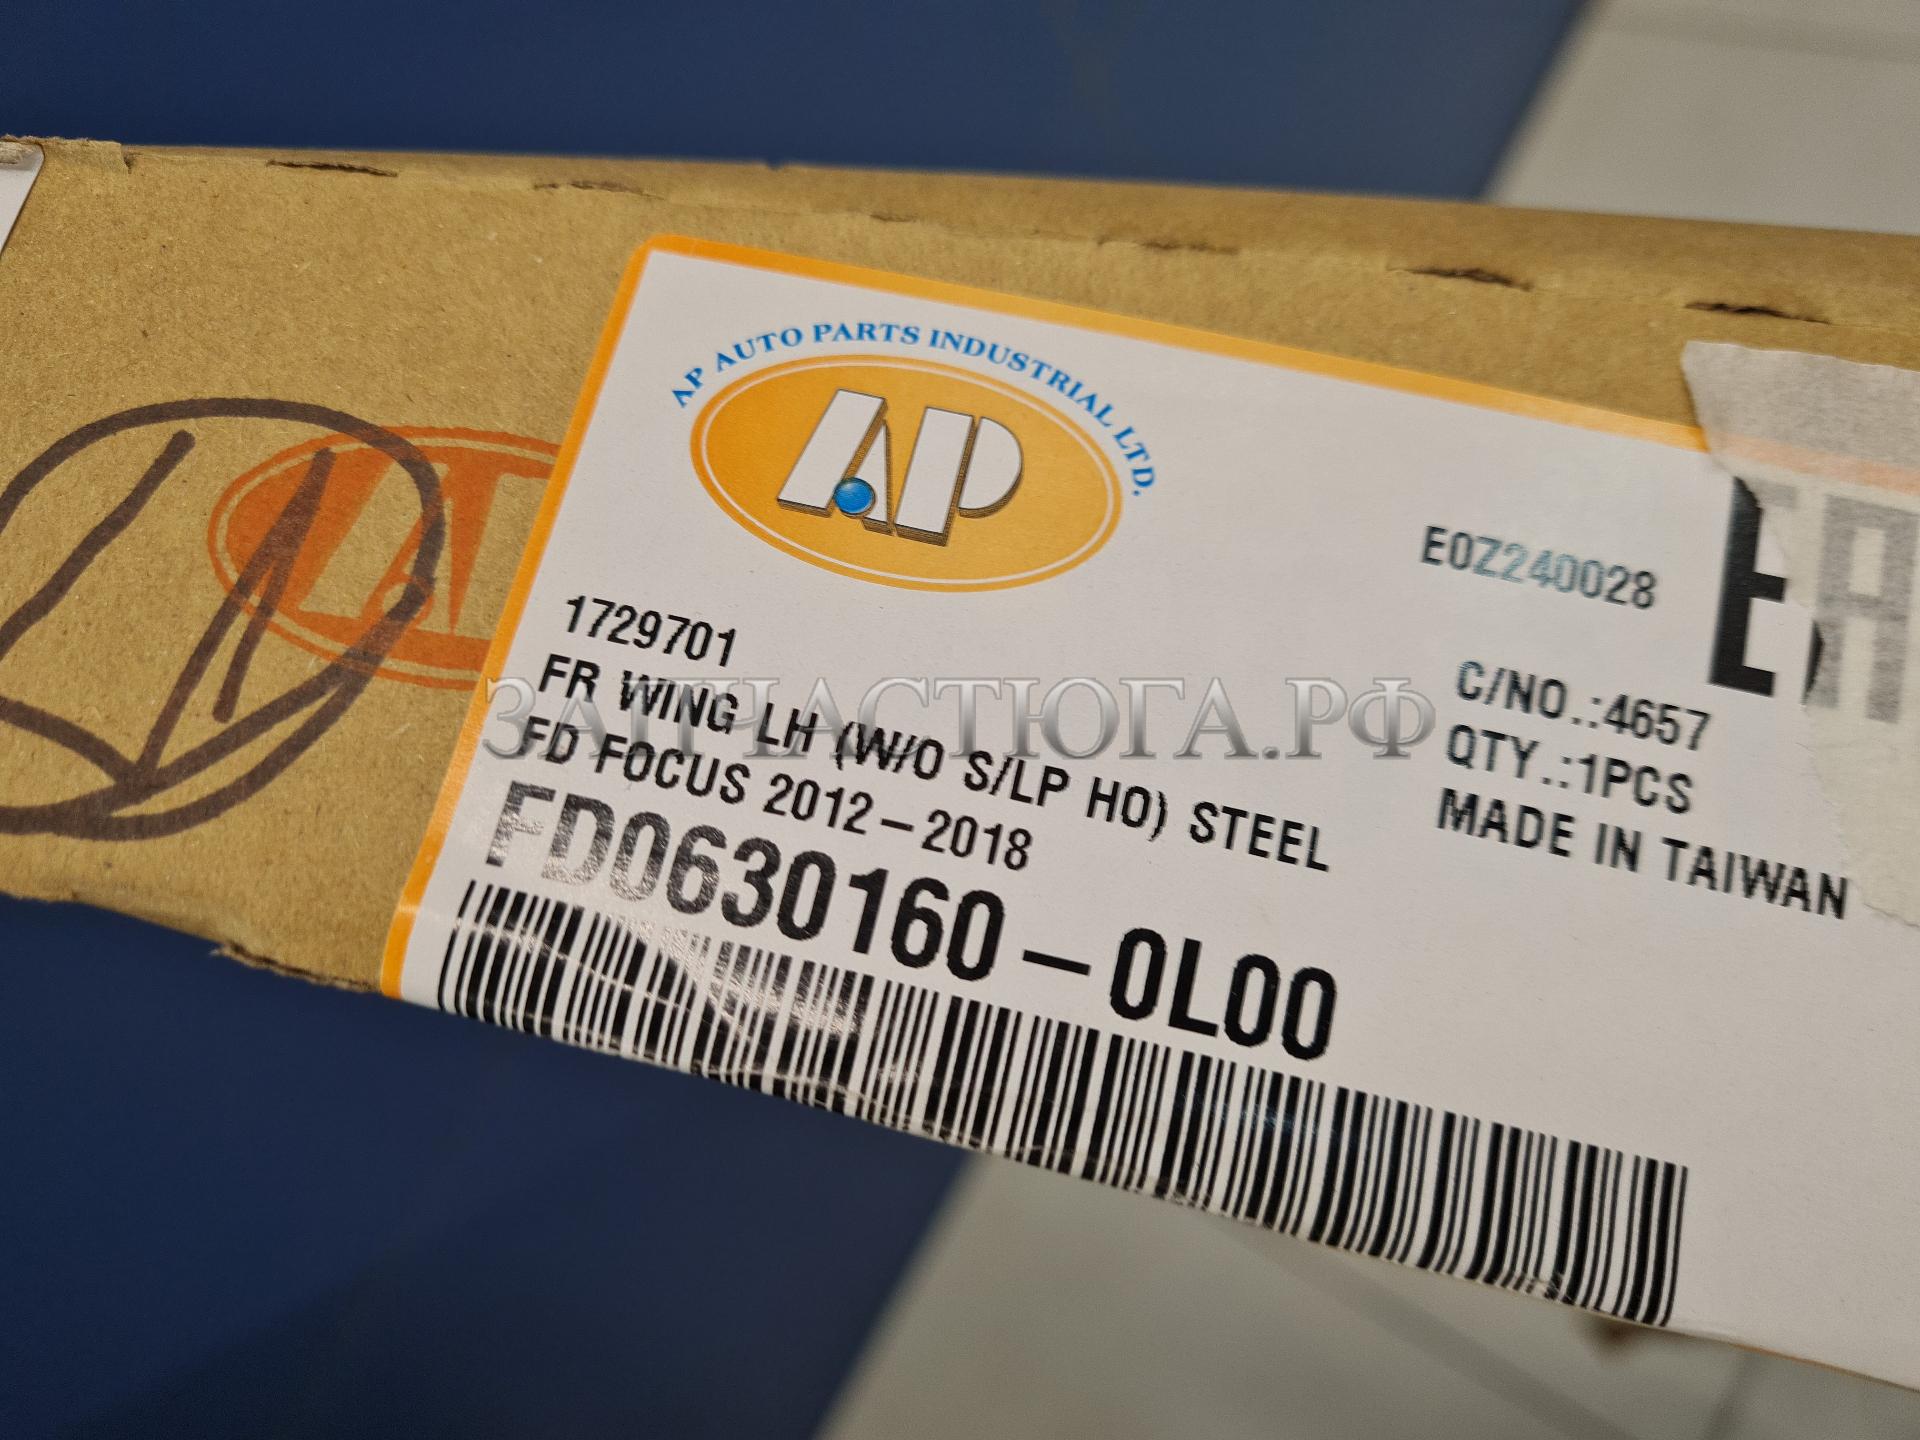 AP AUTO PARTS INDUSTRIAL LTD.
AP
E0Z240028
1729701
FR WING LH (W/O S/LP HO) STEEL
FD FOCUS 2012-2018
FD0630160-0L00
C/NO.:4657
QTY.:1PCS
MADE IN TAIWAN
ЗАПЧАСТЮГА.РФ